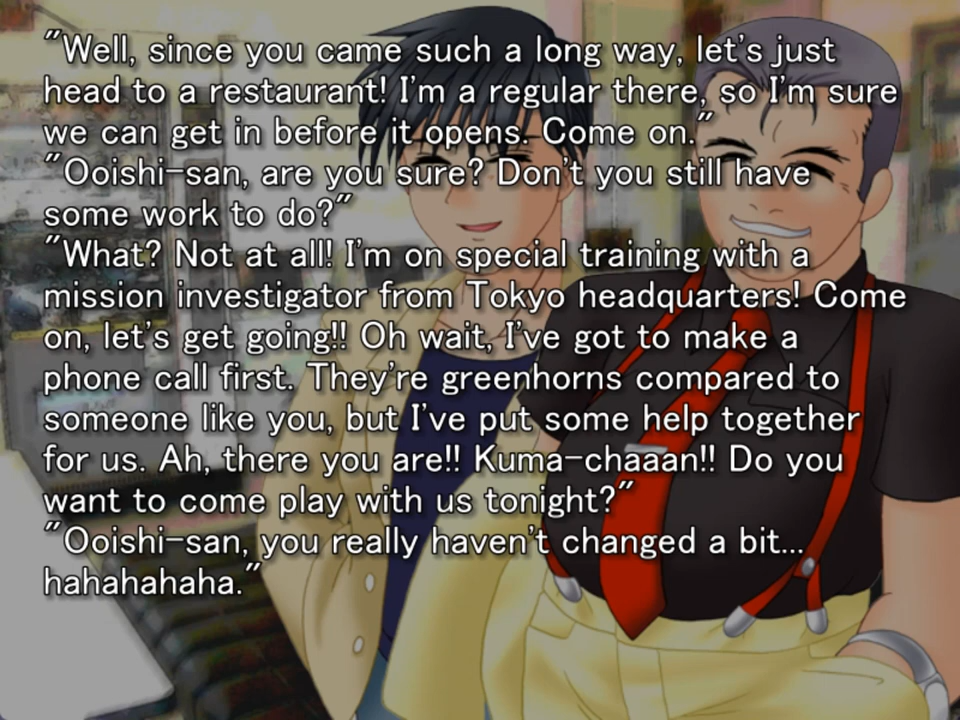 "Well, since you came such a long way, let's just
head to a restaurant! I'm a regular there, so I'm sure
we can get in before it opens. Come on."
"Ooishi-san, are you sure? Don't you still have
some work to do?"
"What? Not at all! I'm on special training with a
mission investigator from Tokyo headquarters! Come
on, let's get going!! Oh wait, I've got to make a
phone call first. They're greenhorns compared to
someone like you, but I've put some help together
for us. Ah, there you are!! Kuma-chaaan!! Do you
want to come play with us tonight?"
"Ooishi-san, you really haven't changed a bit...
hahahahaha."